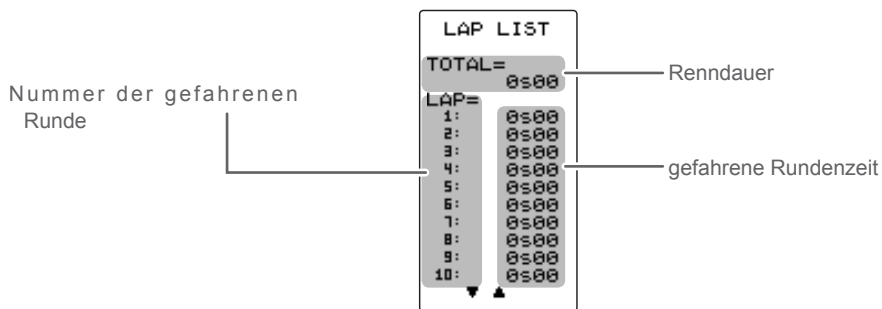 LAP LIST
TOTAL=
0s00
Renndauer
Nummer der gefahrenen
Runde
LAP=
1: 0s00
2: 0s00
3: 0s00
4: 0s00
gefahrene Rundenzeit
5: 0s00
6: 0s00
7: 0s00
8: 0s00
9: 0s00
10: 0s00